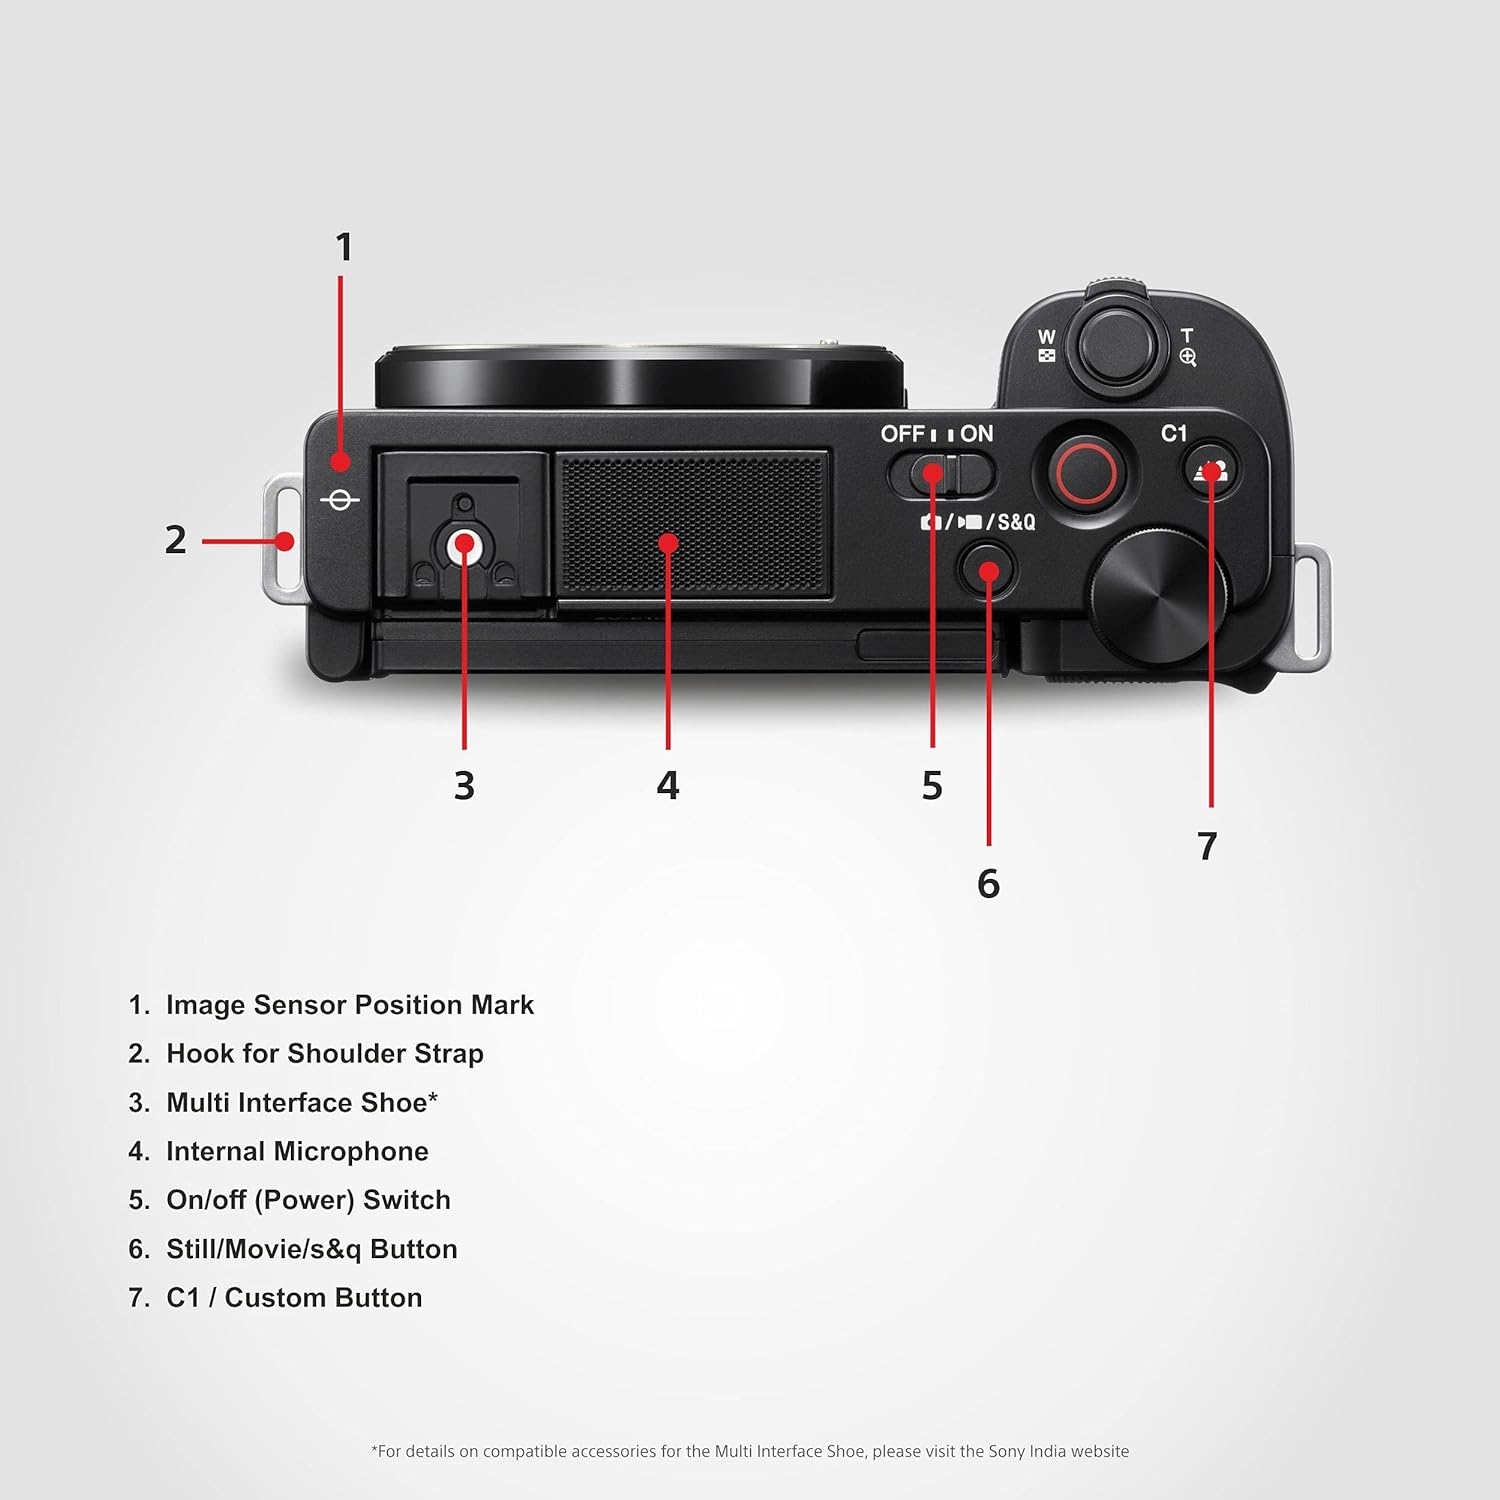 1
W T
OFF ON C1
2
/ /S&Q
3 4 5
7
6
1. Image Sensor Position Mark
2. Hook for Shoulder Strap
3. Multi Interface Shoe*
4. Internal Microphone
5. On/off (Power) Switch
6. Still/Movie/s&q Button
7. C1 / Custom Button
*For details on compatible accessories for the Multi Interface Shoe, please visit the Sony India website